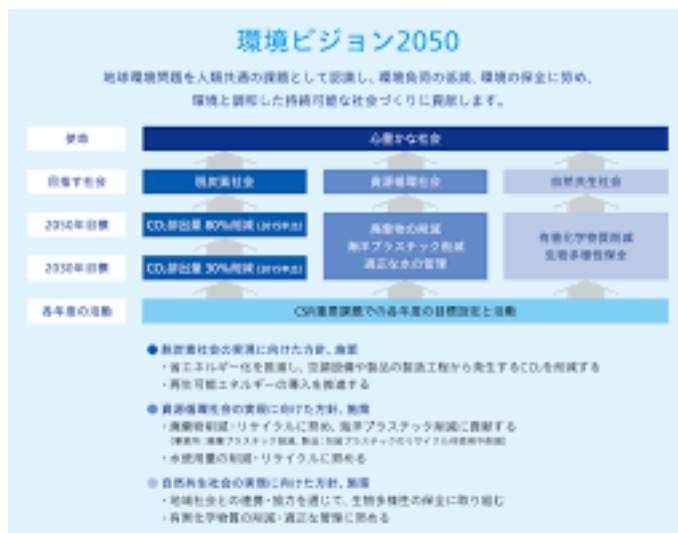 環境ビジョン2050
地球環境問題を人類共通の課題として認識し、環境負荷の低減、環境の保全に努め、
環境と調和した持続可能な社会づくりに貢献します。
使命
心豊かな社会
目指す社会
脱炭素社会
資源循環社会
自然共生社会
2050年目標
CO₂排出量 80%削減 (2015年比)
廃棄物の削減
海洋プラスチック削減
適正な水の管理
有害化学物質削減
生物多様性保全
2030年目標
CO₂排出量 30%削減 (2015年比)
各年度の活動
CSR重要課題での各年度の目標設定と活動
●脱炭素社会の実現に向けた方針、施策
・省エネルギー化を推進し、空調設備や製品の製造工程から発生するCO₂を削減する
・再生可能エネルギーの導入を推進する
●資源循環社会の実現に向けた方針、施策
・廃棄物削減・リサイクルに努め、海洋プラスチック削減に貢献する
・水使用量の削減・リサイクルに努める
●自然共生社会の実現に向けた方針、施策
・地域社会との連携・協力を通じて、生物多様性の保全に取り組む
・有害化学物質の削減・適正な管理に努める